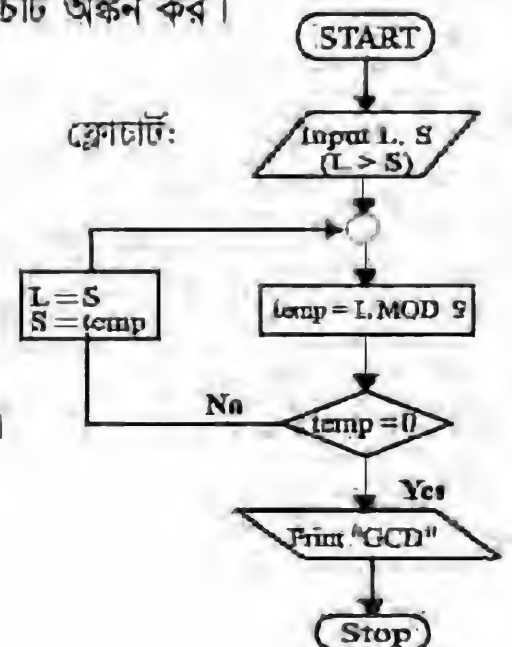 চার্ট অঙ্কন কর।
START
ফ্লোচার্ট:
Input L, S
(L > S)
L = S
S = temp
temp = L MOD S
No
temp = 0
Yes
Print "GCD"
Stop